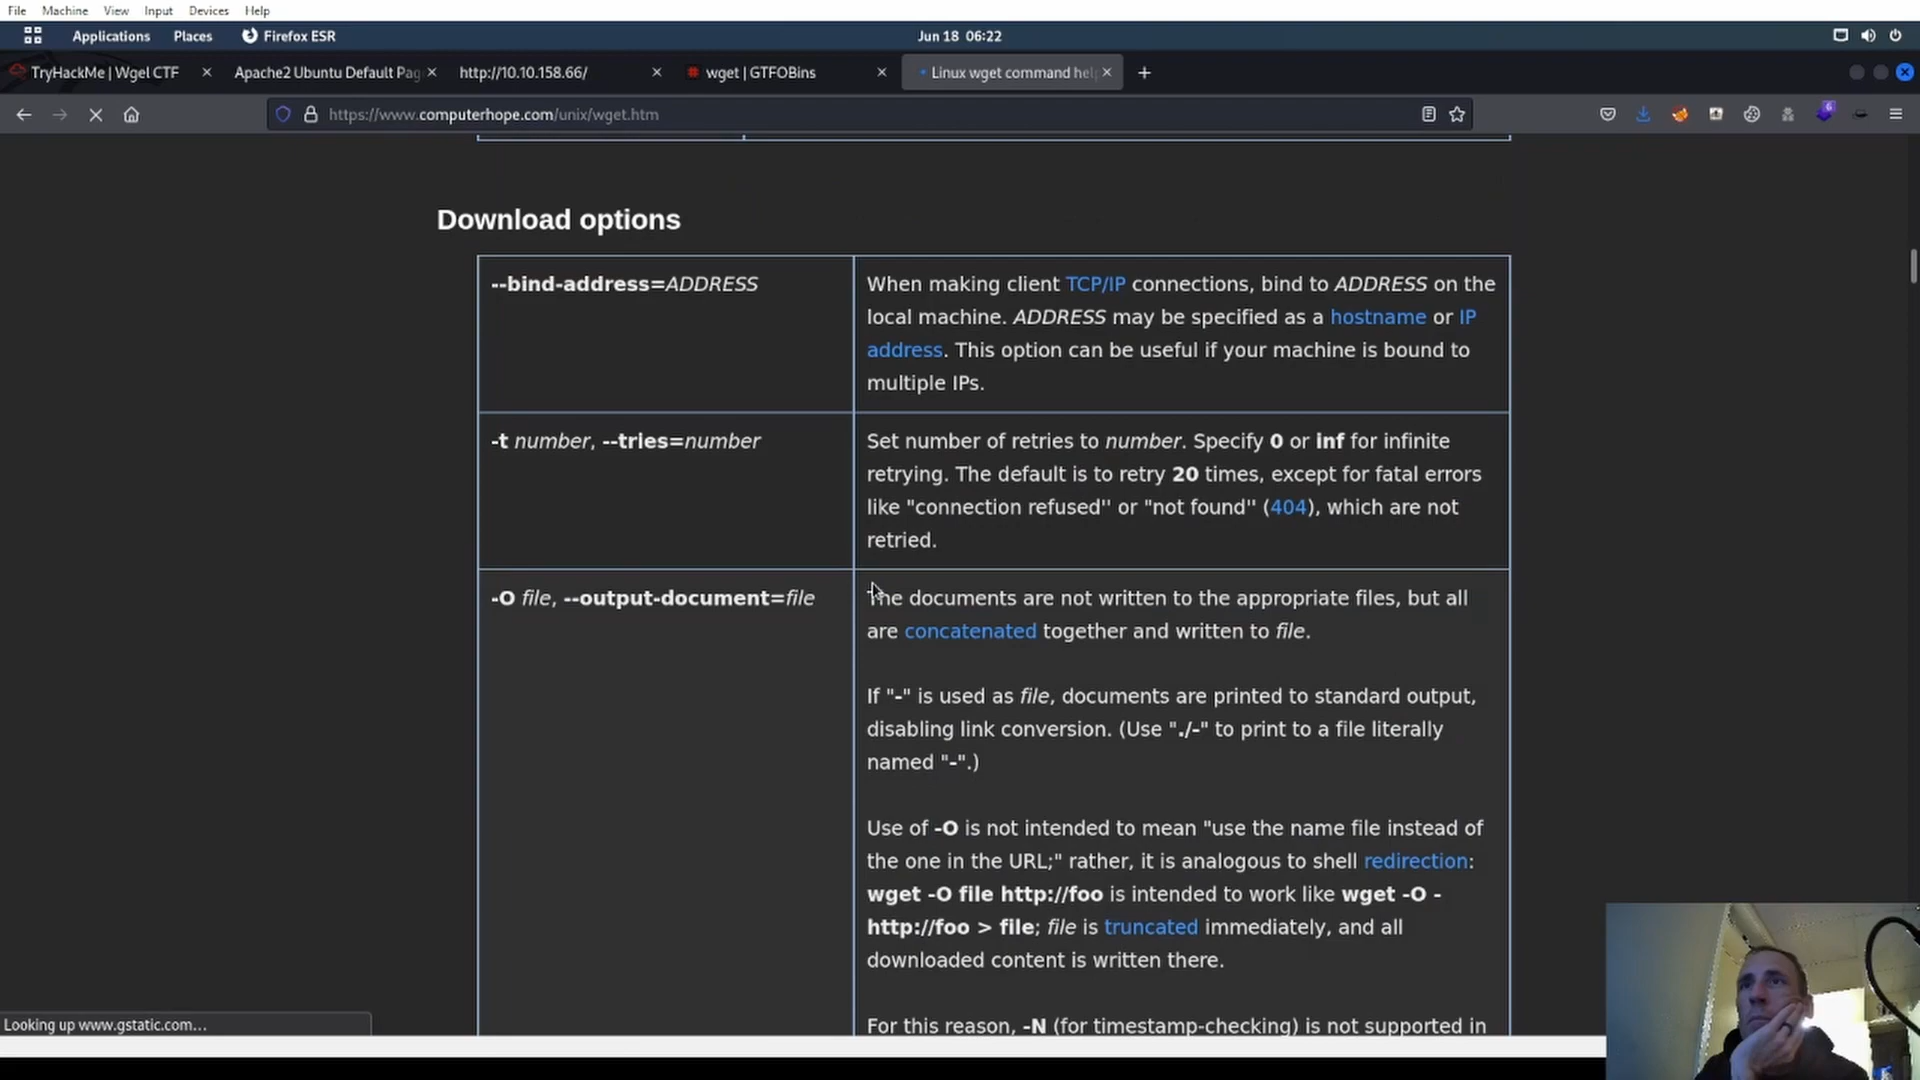 File Machine View Input Devices Help
Applications Places Firefox ESR Jun 18 06:22
TryHackMe | Wgel CTF Apache2 Ubuntu Default Pag http://10.10.158.66/ wget | GTFOBins Linux wget command hel
https://www.computerhope.com/unix/wget.htm
6
Download options
--bind-address=ADDRESS
When making client TCP/IP connections, bind to ADDRESS on the
local machine. ADDRESS may be specified as a hostname or IP
address. This option can be useful if your machine is bound to
multiple IPs.
-t number, --tries=number
Set number of retries to number. Specify 0 or inf for infinite
retrying. The default is to retry 20 times, except for fatal errors
like "connection refused'' or "not found'' (404), which are not
retried.
-O file, --output-document=file
The documents are not written to the appropriate files, but all
are concatenated together and written to file.
If "-" is used as file, documents are printed to standard output,
disabling link conversion. (Use "./-" to print to a file literally
named "-".)
Use of -O is not intended to mean "use the name file instead of
the one in the URL;" rather, it is analogous to shell redirection:
wget -O file http://foo is intended to work like wget -O -
http://foo > file; file is truncated immediately, and all
downloaded content is written there.
For this reason, -N (for timestamp-checking) is not supported in
Looking up www.gstatic.com...